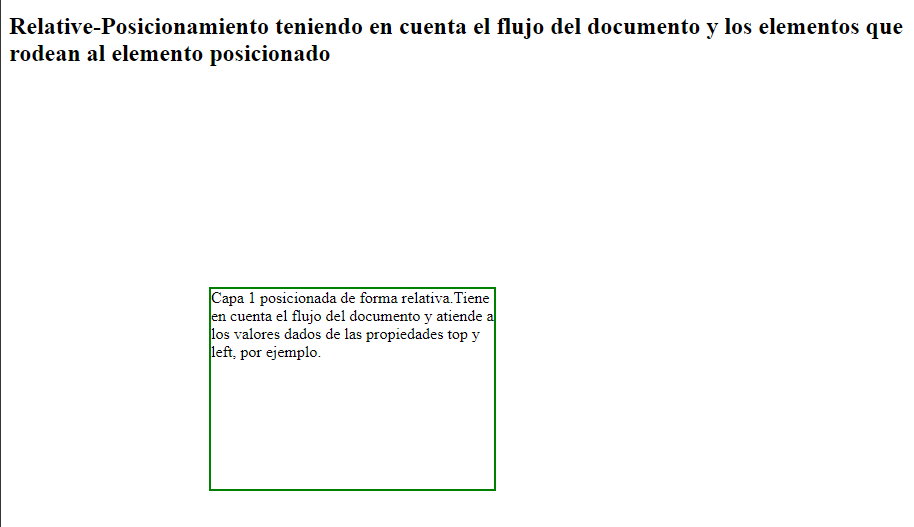 Relative-Posicionamiento teniendo en cuenta el flujo del documento y los elementos que
rodean al elemento posicionado
Capa 1 posicionada de forma relativa.Tiene
en cuenta el flujo del documento y atiende a
los valores dados de las propiedades top y
left, por ejemplo.